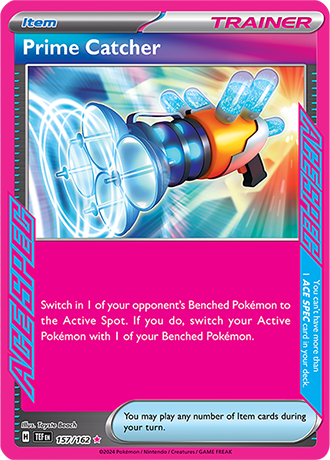 Item
TRAINER
Prime Catcher
ACE SPEC
ACE SPEC
You can't have more than
1 ACE SPEC card in your deck.
Switch in 1 of your opponent's Benched Pokémon to
the Active Spot. If you do, switch your Active
Pokémon with 1 of your Benched Pokémon.
Illus. Toyste Beach
H TEF EN 157/162
You may play any number of Item cards during
your turn.
©2024 Pokémon / Nintendo / Creatures / GAME FREAK